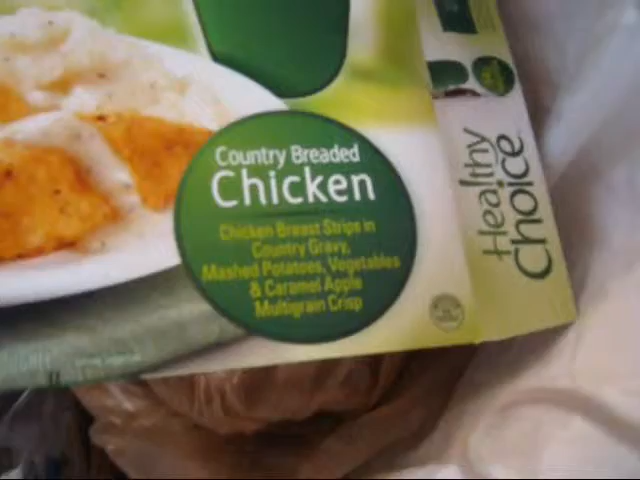 Country Breaded
Chicken
Chicken Breast Strips in
Country Gravy,
Mashed Potatoes, Vegetables
& Caramel Apple
Multigrain Crisp
Healthy
Choice